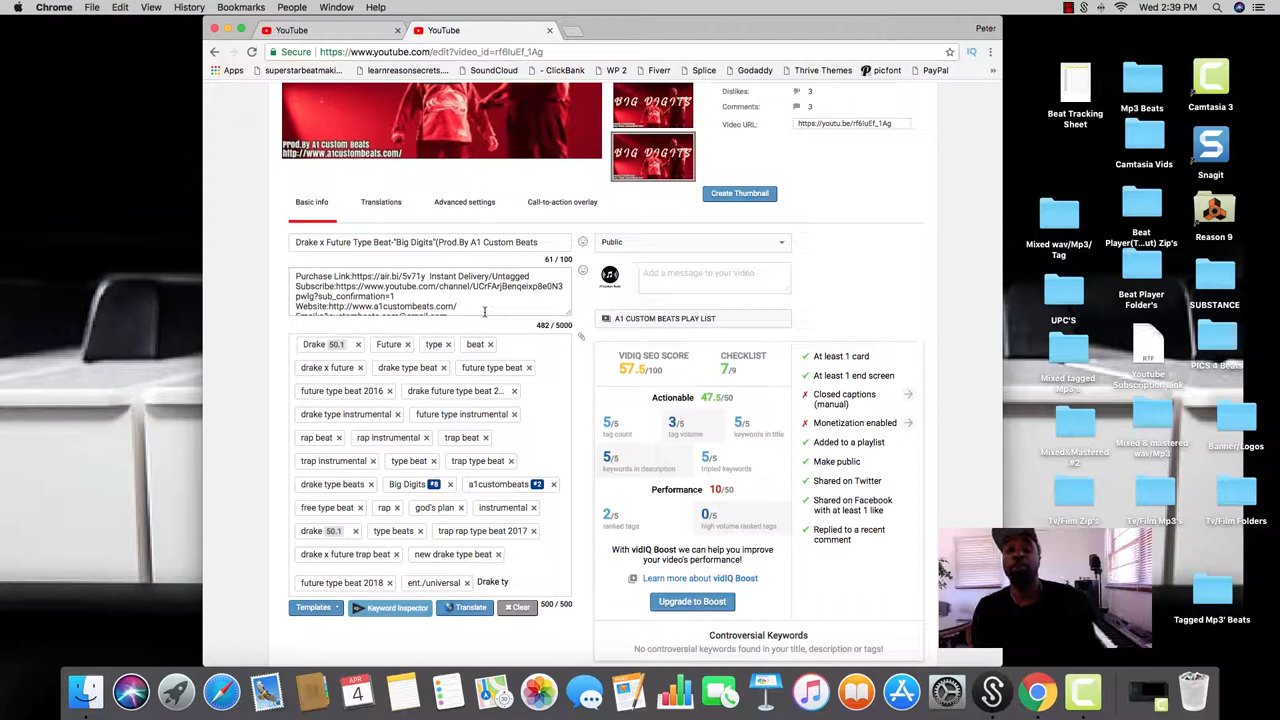 Chrome File Edit View History Bookmarks People Window Help Wed 2:39 PM
YouTube YouTube Peter
Secure https://www.youtube.com/edit?video_id=rf6IuEf_1Ag
Apps superstarbeatmaki... learnreasonsecrets... SoundCloud - ClickBank WP 2 Fiverr Splice Godaddy Thrive Themes picfont PayPal
Prod.By A1 Custom Beats
http://www.a1custombeats.com/
BIG DIGITS
BIG DIGITS
Dislikes: 3
Comments: 3
Video URL: https://youtu.be/rf6IuEf_1Ag
Create Thumbnail
Basic info Translations Advanced settings Call-to-action overlay
Drake x Future Type Beat-"Big Digits"(Prod.By A1 Custom Beats
61 / 100
Purchase Link:https://air.bi/5v71y Instant Delivery/Untagged
Subscribe:https://www.youtube.com/channel/UCrFArjBenqeixp8e0N3
pwlg?sub_confirmation=1
Website:http://www.a1custombeats.com/
482 / 5000
Public
Add a message to your video
A1 CUSTOM BEATS PLAY LIST
Drake 50.1 Future type beat
drake x future drake type beat future type beat
future type beat 2016 drake future type beat 2...
drake type instrumental future type instrumental
rap beat rap instrumental trap beat
trap instrumental type beat trap type beat
drake type beats Big Digits #8 a1custombeats #2
free type beat rap god's plan instrumental
drake 50.1 type beats trap rap type beat 2017
drake x future trap beat new drake type beat
future type beat 2018 ent./universal Drake ty
Templates Keyword Inspector Translate Clear 500 / 500
VIDIQ SEO SCORE CHECKLIST
57.5/100 7/9
Actionable 47.5/50
5/5 3/5 5/5
tag count tag volume keywords in title
5/5 5/5
keywords in description tripled keywords
Performance 10/50
2/5 0/5
ranked tags high volume ranked tags
With vidIQ Boost we can help you improve
your video's performance!
Learn more about vidIQ Boost
Upgrade to Boost
At least 1 card
At least 1 end screen
Closed captions
(manual)
Monetization enabled
Added to a playlist
Make public
Shared on Twitter
Shared on Facebook
with at least 1 like
Replied to a recent
comment
Controversial Keywords
No controversial keywords found in your title, description or tags!
Beat
Tracking
Sheet
Mp3 Beats
Camtasia 3
Camtasia Vids
Snagit
Mixed wav/Mp3/
Tag
Beat
Player(T...ut) Zip's
Reason 9
UPC'S
Beat Player
Folder's
SUBSTANCE
Mixed tagged
Mp3's
RTF
Youtube
Subscription Link
PICS 4 Beats
Mixed&Mastered
#2
Mixed & mastered
wav/Mp3
Banner/Logos
Tv/Film Zip's
Tv/Film Mp3's
Tv/Film Folders
Tagged Mp3' Beats
APR
4